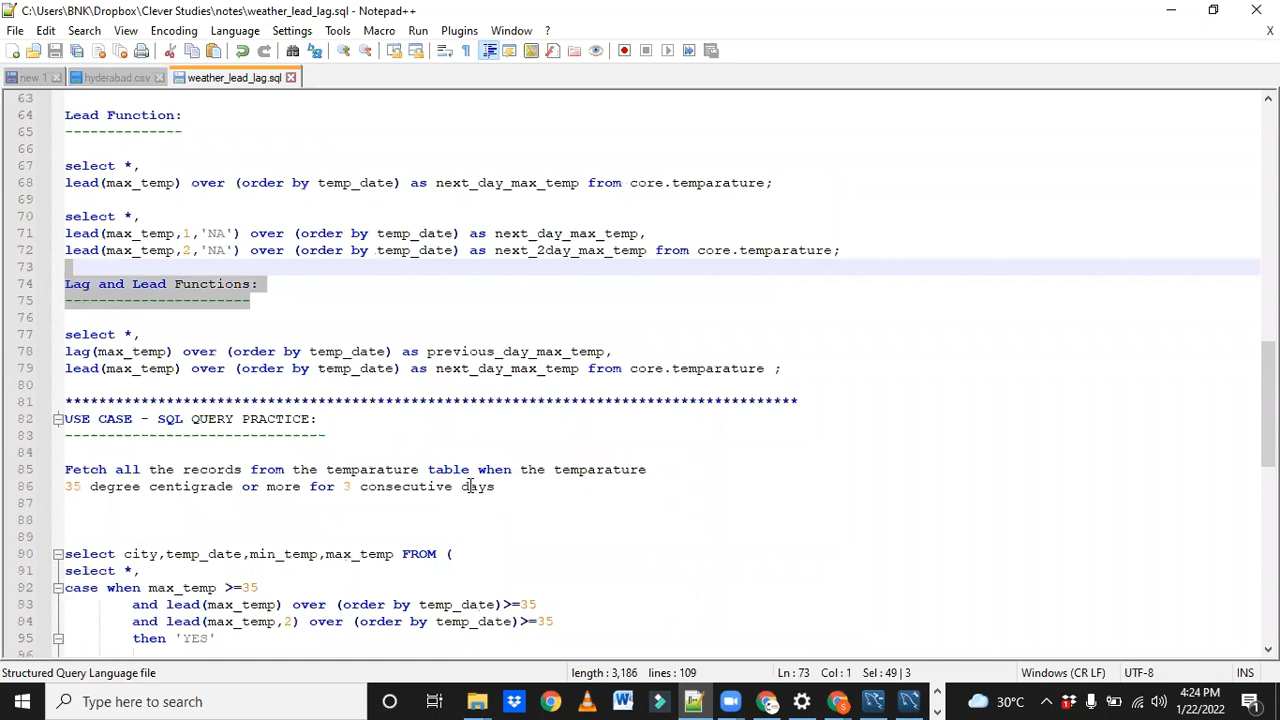 C:\Users\BNK\Dropbox\Clever Studies\notes\weather_lead_lag.sql - Notepad++
File Edit Search View Encoding Language Settings Tools Macro Run Plugins Window ? X
new 1 hyderabad.csv weather_lead_lag.sql
63
64 Lead Function:
65 --------------
66
67 select *,
68 lead(max_temp) over (order by temp_date) as next_day_max_temp from core.temparature;
69
70 select *,
71 lead(max_temp,1,'NA') over (order by temp_date) as next_day_max_temp,
72 lead(max_temp,2,'NA') over (order by temp_date) as next_2day_max_temp from core.temparature;
73
74 Lag and Lead Functions:
75 ----------------------
76
77 select *,
78 lag(max_temp) over (order by temp_date) as previous_day_max_temp,
79 lead(max_temp) over (order by temp_date) as next_day_max_temp from core.temparature ;
80
81 ***************************************************************************************
82 USE CASE - SQL QUERY PRACTICE:
83 -------------------------------
84
85 Fetch all the records from the temparature table when the temparature
86 35 degree centigrade or more for 3 consecutive days
87
88
89
90 select city,temp_date,min_temp,max_temp FROM (
91 select *,
92 case when max_temp >=35
93 and lead(max_temp) over (order by temp_date)>=35
94 and lead(max_temp,2) over (order by temp_date)>=35
95 then 'YES'
96
Structured Query Language file length : 3,186 lines : 109 Ln : 73 Col : 1 Sel : 49 | 3 Windows (CR LF) UTF-8 INS
Type here to search 30°C 4:24 PM
1/22/2022